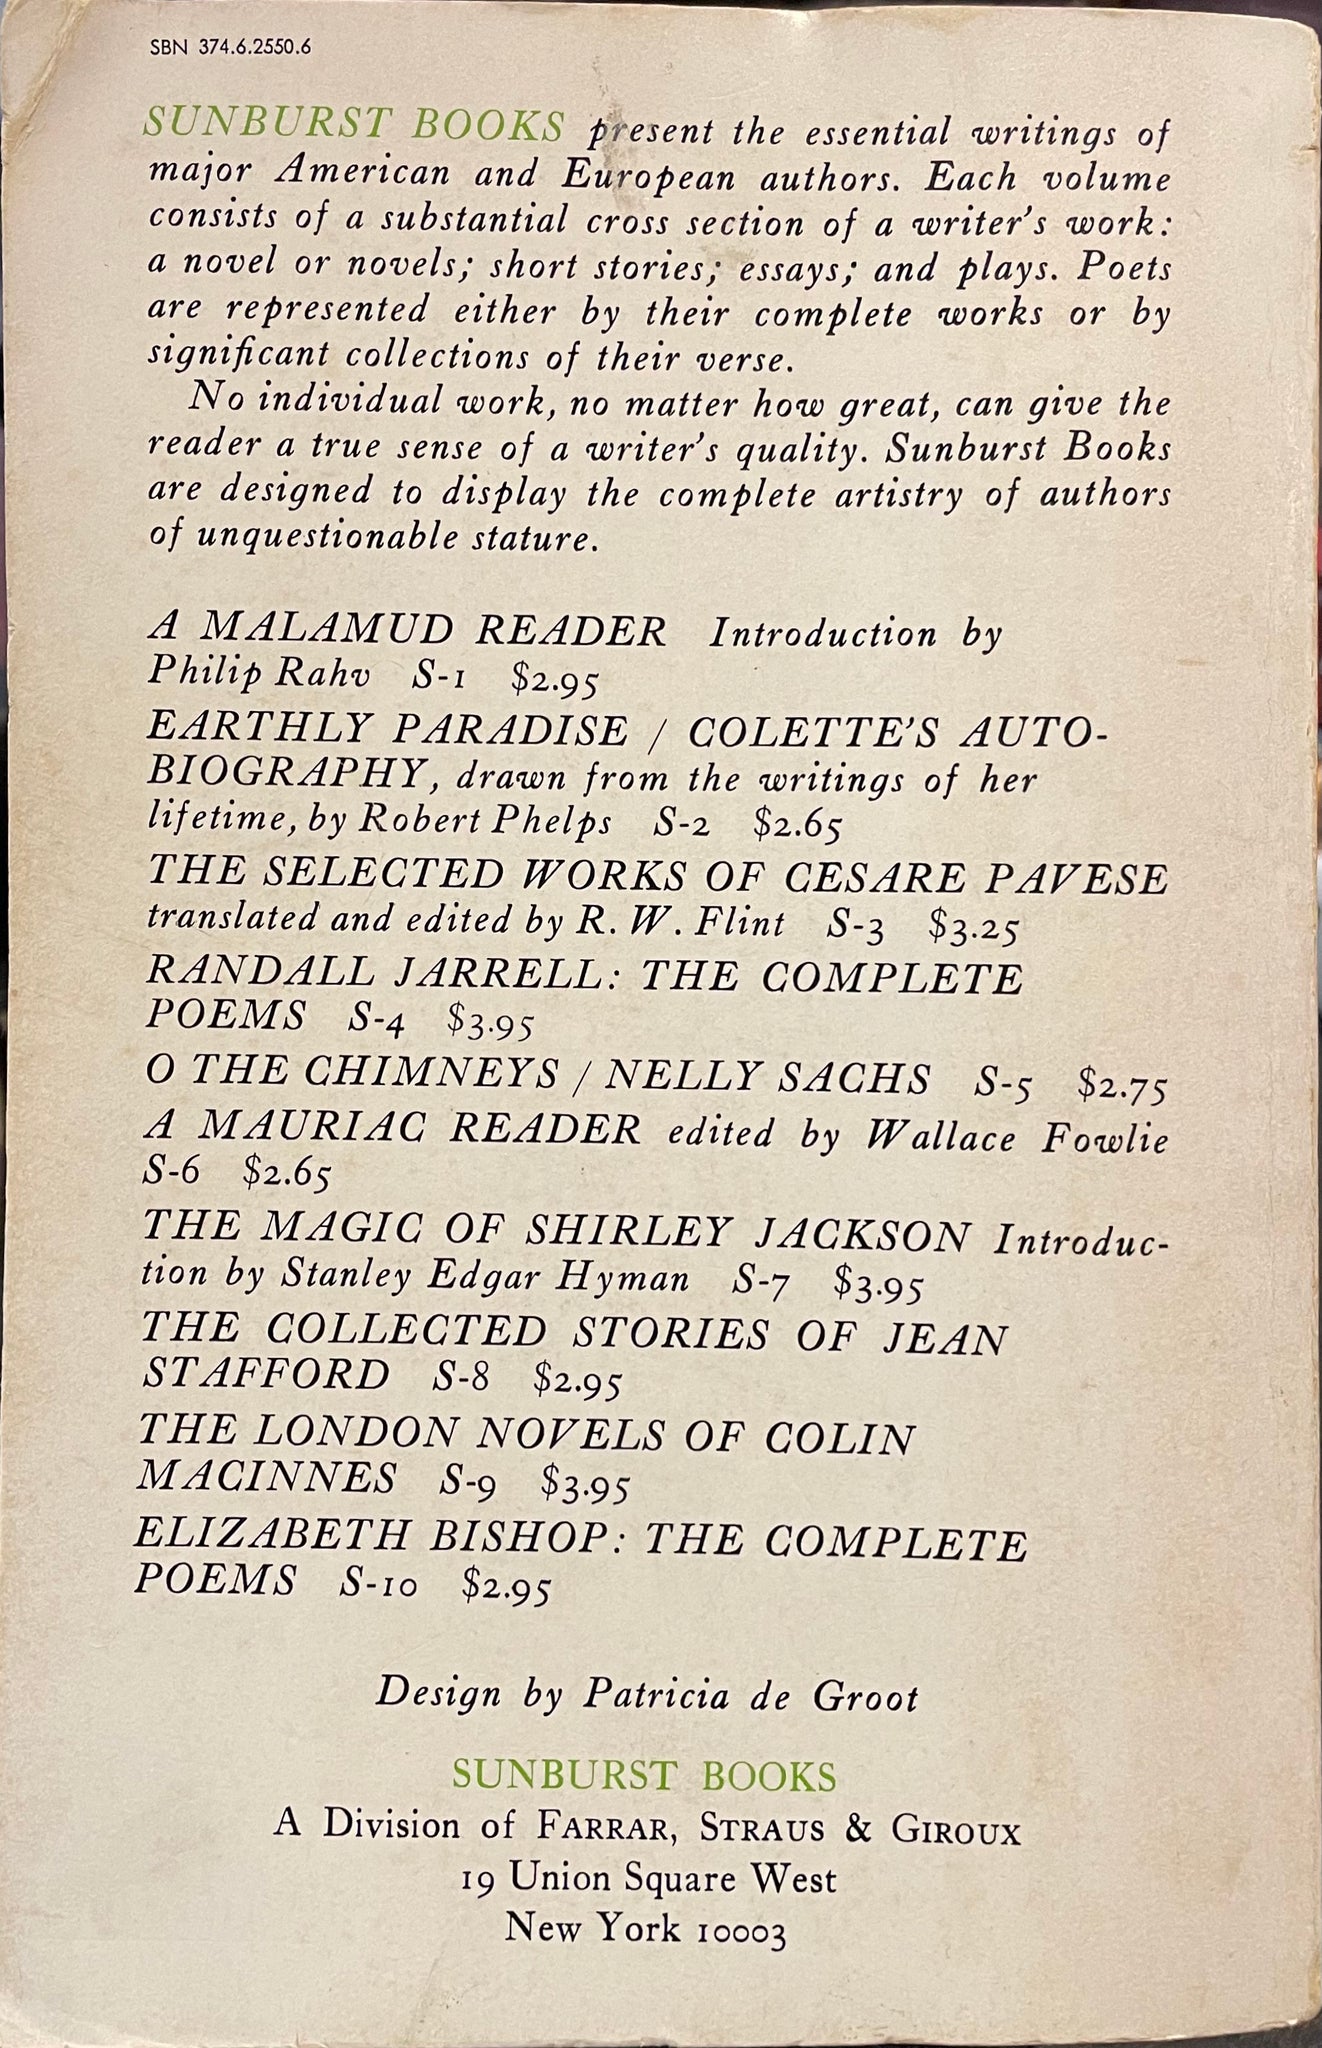 SBN 374.6.2550.6
SUNBURST BOOKS present the essential writings of
major American and European authors. Each volume
consists of a substantial cross section of a writer's work:
a novel or novels; short stories; essays; and plays. Poets
are represented either by their complete works or by
significant collections of their verse.
No individual work, no matter how great, can give the
reader a true sense of a writer's quality. Sunburst Books
are designed to display the complete artistry of authors
of unquestionable stature.
A MALAMUD READER Introduction by
Philip Rahv S-1 $2.95
EARTHLY PARADISE / COLETTE'S AUTO-
BIOGRAPHY, drawn from the writings of her
lifetime, by Robert Phelps S-2 $2.65
THE SELECTED WORKS OF CESARE PAVESE
translated and edited by R. W. Flint S-3 $3.25
RANDALL JARRELL: THE COMPLETE
POEMS S-4 $3.95
O THE CHIMNEYS / NELLY SACHS S-5 $2.75
A MAURIAC READER edited by Wallace Fowlie
S-6 $2.65
THE MAGIC OF SHIRLEY JACKSON Introduc-
tion by Stanley Edgar Hyman S-7 $3.95
THE COLLECTED STORIES OF JEAN
STAFFORD S-8 $2.95
THE LONDON NOVELS OF COLIN
MACINNES S-9 $3.95
ELIZABETH BISHOP: THE COMPLETE
POEMS S-10 $2.95
Design by Patricia de Groot
SUNBURST BOOKS
A Division of FARRAR, STRAUS & GIROUX
19 Union Square West
New York 10003